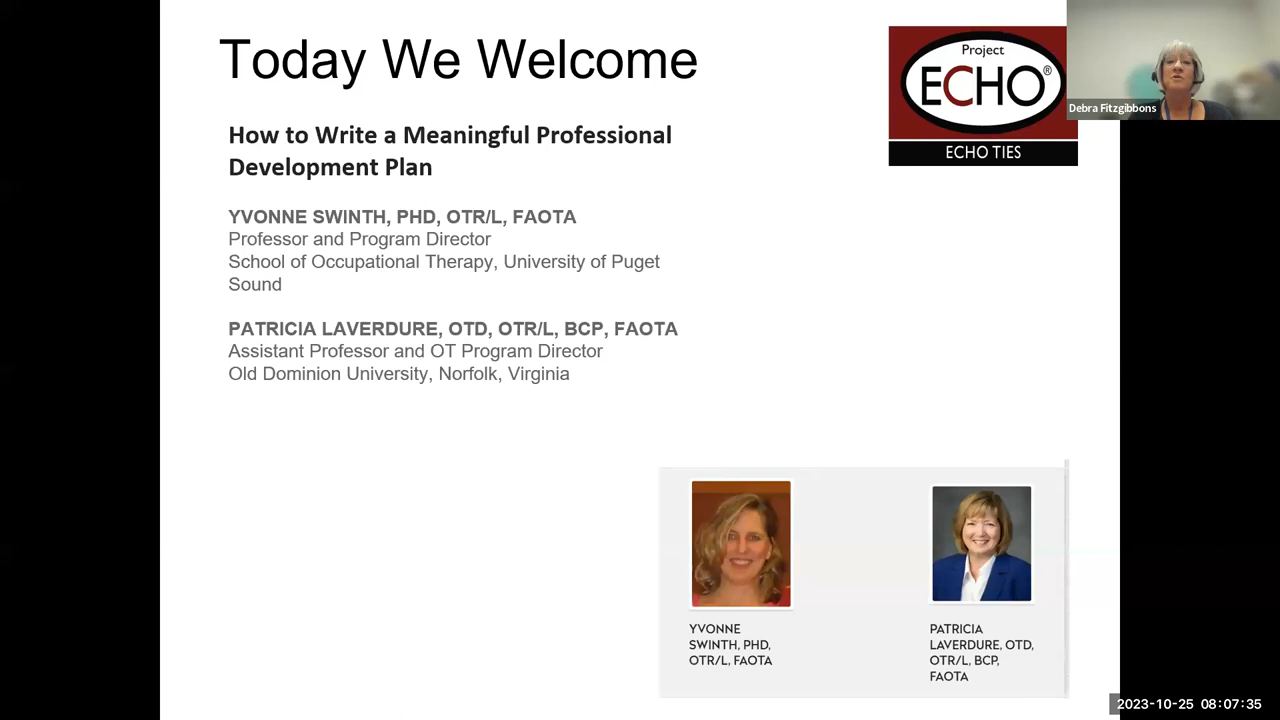 Today We Welcome
Project
ECHO®
ECHO TIES
Debra Fitzgibbons
How to Write a Meaningful Professional
Development Plan
YVONNE SWINTH, PHD, OTR/L, FAOTA
Professor and Program Director
School of Occupational Therapy, University of Puget
Sound
PATRICIA LAVERDURE, OTD, OTR/L, BCP, FAOTA
Assistant Professor and OT Program Director
Old Dominion University, Norfolk, Virginia
YVONNE
SWINTH, PHD,
OTR/L, FAOTA
PATRICIA
LAVERDURE, OTD,
OTR/L, BCP,
FAOTA
2023-10-25 08:07:35